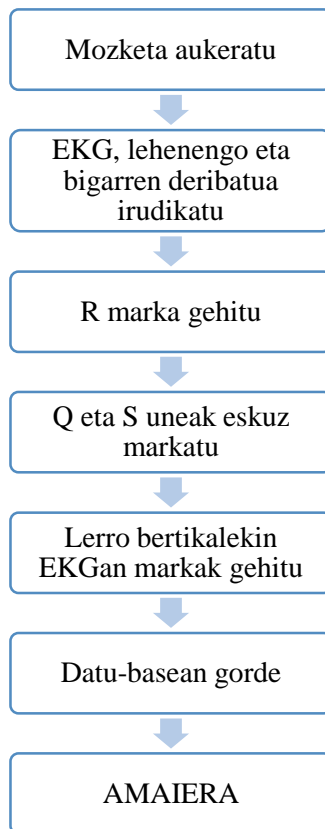 Mozketa aukeratu
EKG, lehenengo eta
bigarren deribatua
irudikatu
R marka gehitu
Q eta S uneak eskuz
markatu
Lerro bertikalekin
EKGan markak gehitu
Datu-basean gorde
AMAIERA